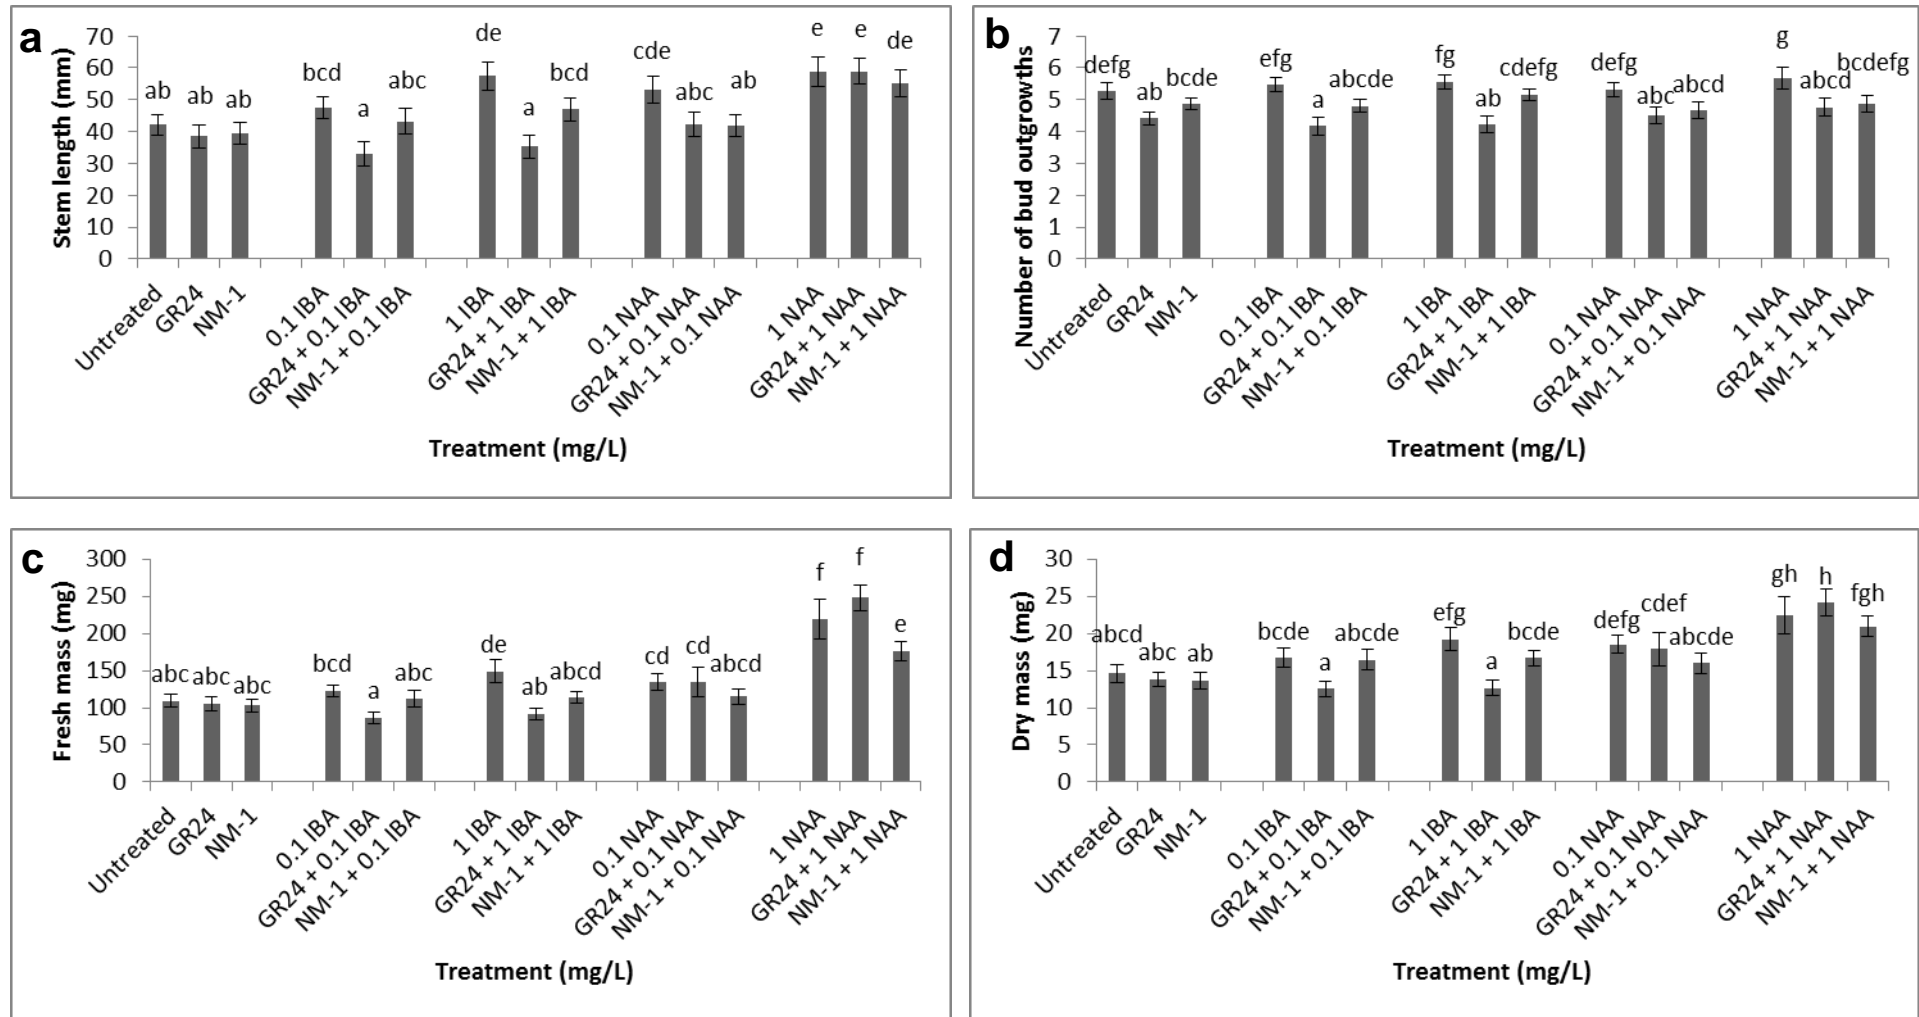 a
Stem length (mm)
70
60
50
40
30
20
10
0
ab
ab
ab
bcd
a
abc
de
a
bcd
cde
abc
ab
e
e
de
Untreated
GR24
NM-1
0.1 IBA
GR24 + 0.1 IBA
NM-1 + 0.1 IBA
1 IBA
GR24 + 1 IBA
NM-1 + 1 IBA
0.1 NAA
GR24 + 0.1 NAA
NM-1 + 0.1 NAA
1 NAA
GR24 + 1 NAA
NM-1 + 1 NAA
Treatment (mg/L)
b
Number of bud outgrowths
7
6
5
4
3
2
1
0
defg
ab
bcde
efg
a
abcde
fg
ab
cdefg
defg
abc
abcd
g
abcd
bcdefg
Untreated
GR24
NM-1
0.1 IBA
GR24 + 0.1 IBA
NM-1 + 0.1 IBA
1 IBA
GR24 + 1 IBA
NM-1 + 1 IBA
0.1 NAA
GR24 + 0.1 NAA
NM-1 + 0.1 NAA
1 NAA
GR24 + 1 NAA
NM-1 + 1 NAA
Treatment (mg/L)
c
Fresh mass (mg)
300
250
200
150
100
50
0
abc
abc
abc
bcd
a
abc
de
ab
abcd
cd
cd
abcd
f
f
e
Untreated
GR24
NM-1
0.1 IBA
GR24 + 0.1 IBA
NM-1 + 0.1 IBA
1 IBA
GR24 + 1 IBA
NM-1 + 1 IBA
0.1 NAA
GR24 + 0.1 NAA
NM-1 + 0.1 NAA
1 NAA
GR24 + 1 NAA
NM-1 + 1 NAA
Treatment (mg/L)
d
Dry mass (mg)
30
25
20
15
10
5
0
abcd
abc
ab
bcde
a
abcde
efg
a
bcde
defg
cdef
abcde
gh
h
fgh
Untreated
GR24
NM-1
0.1 IBA
GR24 + 0.1 IBA
NM-1 + 0.1 IBA
1 IBA
GR24 + 1 IBA
NM-1 + 1 IBA
0.1 NAA
GR24 + 0.1 NAA
NM-1 + 0.1 NAA
1 NAA
GR24 + 1 NAA
NM-1 + 1 NAA
Treatment (mg/L)